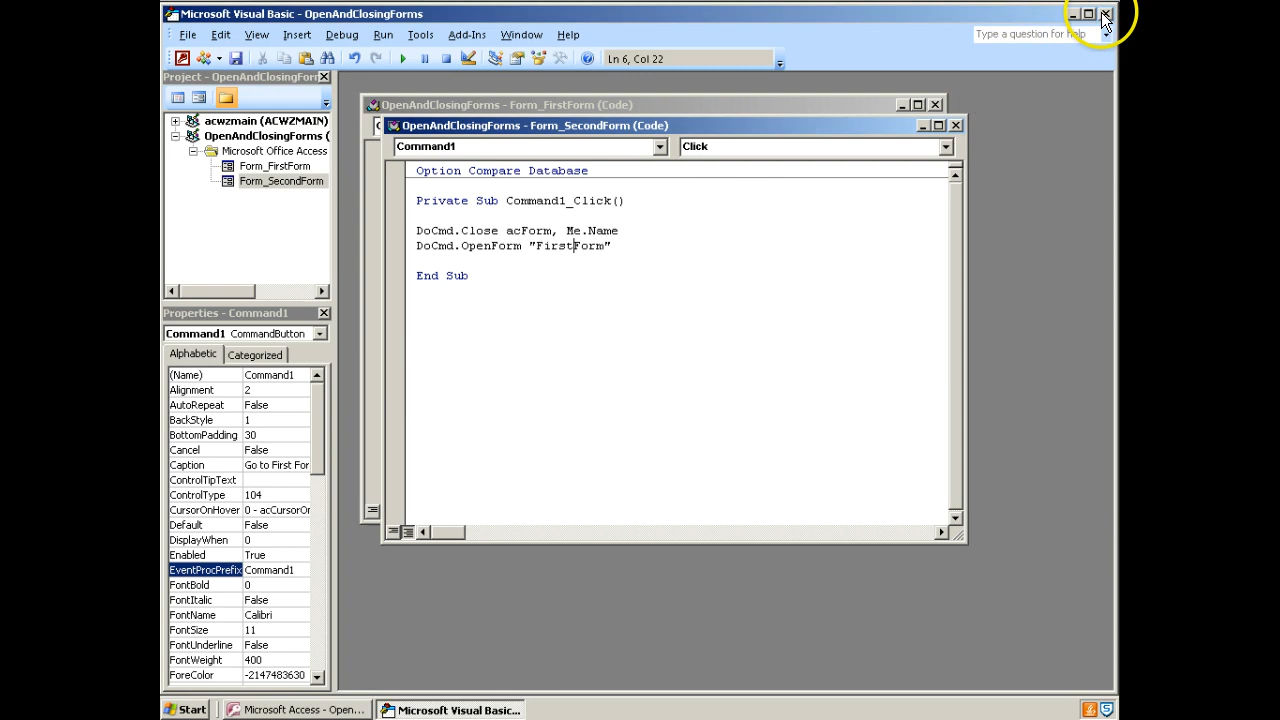 Microsoft Visual Basic - OpenAndClosingForms
File Edit View Insert Debug Run Tools Add-Ins Window Help
Type a question for help
Ln 6, Col 22
Project - OpenAndClosingForm
acwzmain (ACWZMAIN)
OpenAndClosingForms (
Microsoft Office Access
Form_FirstForm
Form_SecondForm
OpenAndClosingForms - Form_FirstForm (Code)
OpenAndClosingForms - Form_SecondForm (Code)
Command1 Click
Option Compare Database
Private Sub Command1_Click()
DoCmd.Close acForm, Me.Name
DoCmd.OpenForm "FirstForm"
End Sub
Properties - Command1
Command1 CommandButton
Alphabetic Categorized
(Name) Command1
Alignment 2
AutoRepeat False
BackStyle 1
BottomPadding 30
Cancel False
Caption Go to First For
ControlTipText
ControlType 104
CursorOnHover 0 - acCursorOr
Default False
DisplayWhen 0
Enabled True
EventProcPrefix Command1
FontBold 0
FontItalic False
FontName Calibri
FontSize 11
FontUnderline False
FontWeight 400
ForeColor -2147483630
Start Microsoft Access - Open... Microsoft Visual Basic...